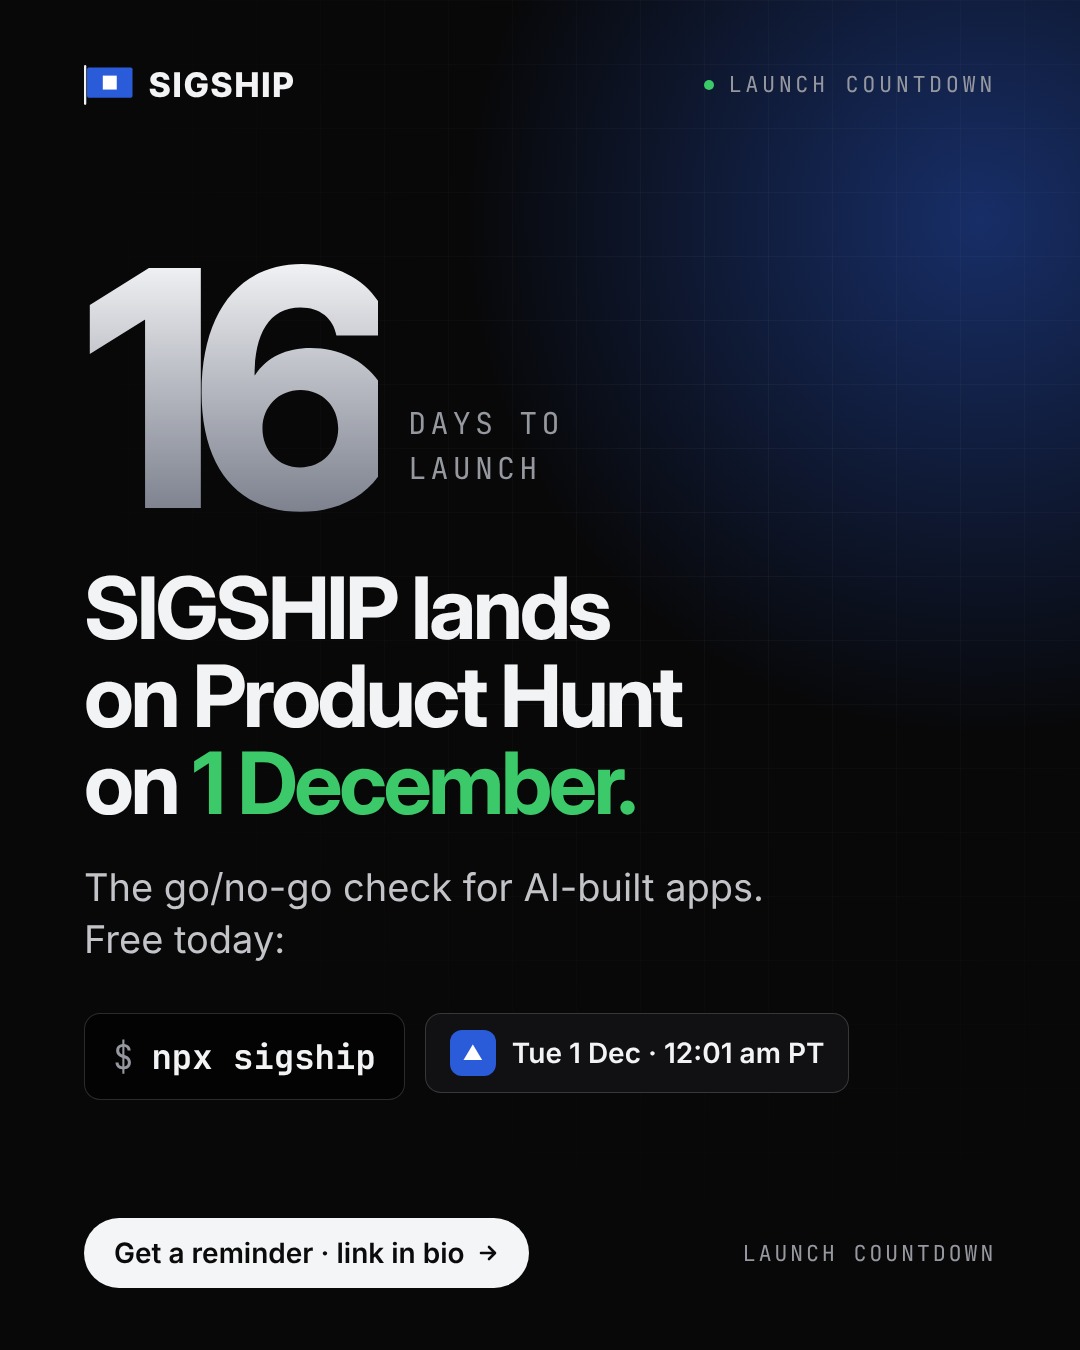 SIGSHIP
LAUNCH COUNTDOWN
16
DAYS TO
LAUNCH
SIGSHIP lands
on Product Hunt
on 1 December.
The go/no-go check for AI-built apps.
Free today:
$ npx sigship
Tue 1 Dec · 12:01 am PT
Get a reminder · link in bio →
LAUNCH COUNTDOWN